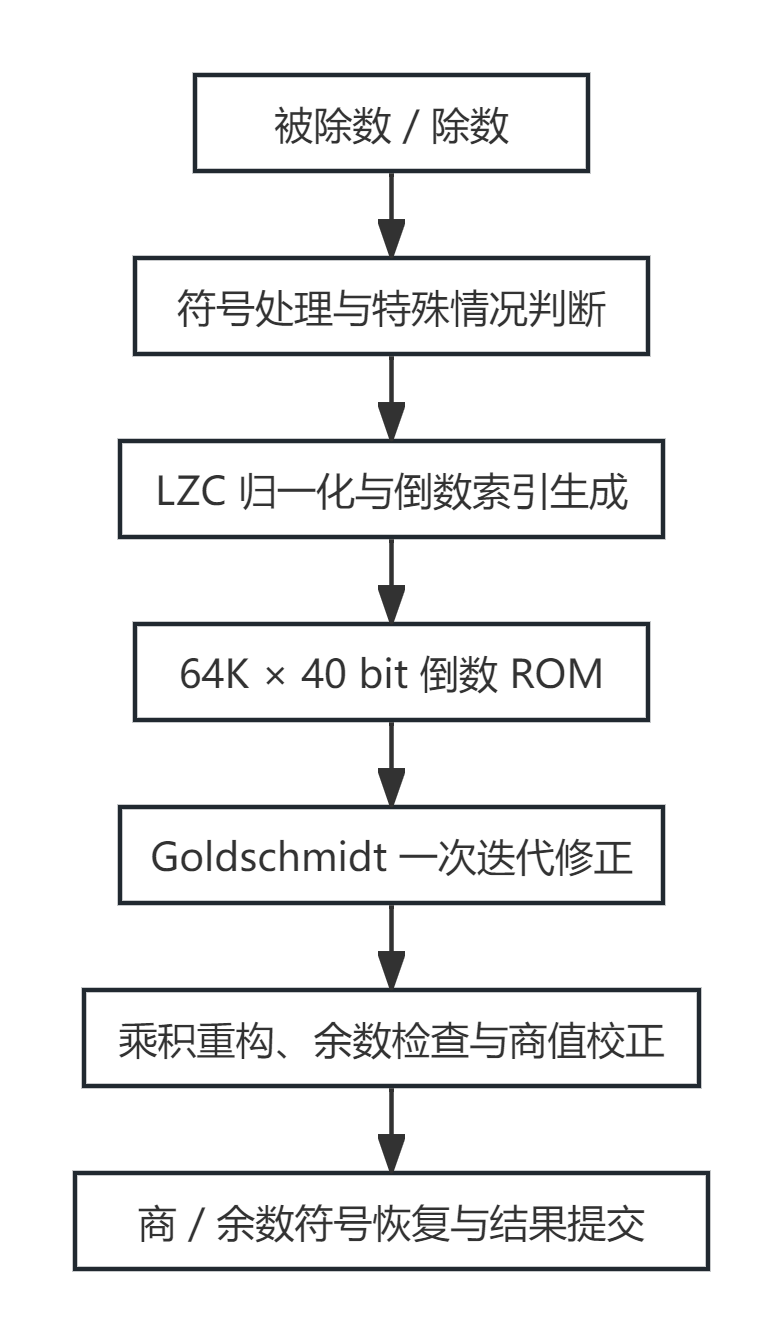 被除数 / 除数
符号处理与特殊情况判断
LZC 归一化与倒数索引生成
64K × 40 bit 倒数 ROM
Goldschmidt 一次迭代修正
乘积重构、余数检查与商值校正
商 / 余数符号恢复与结果提交